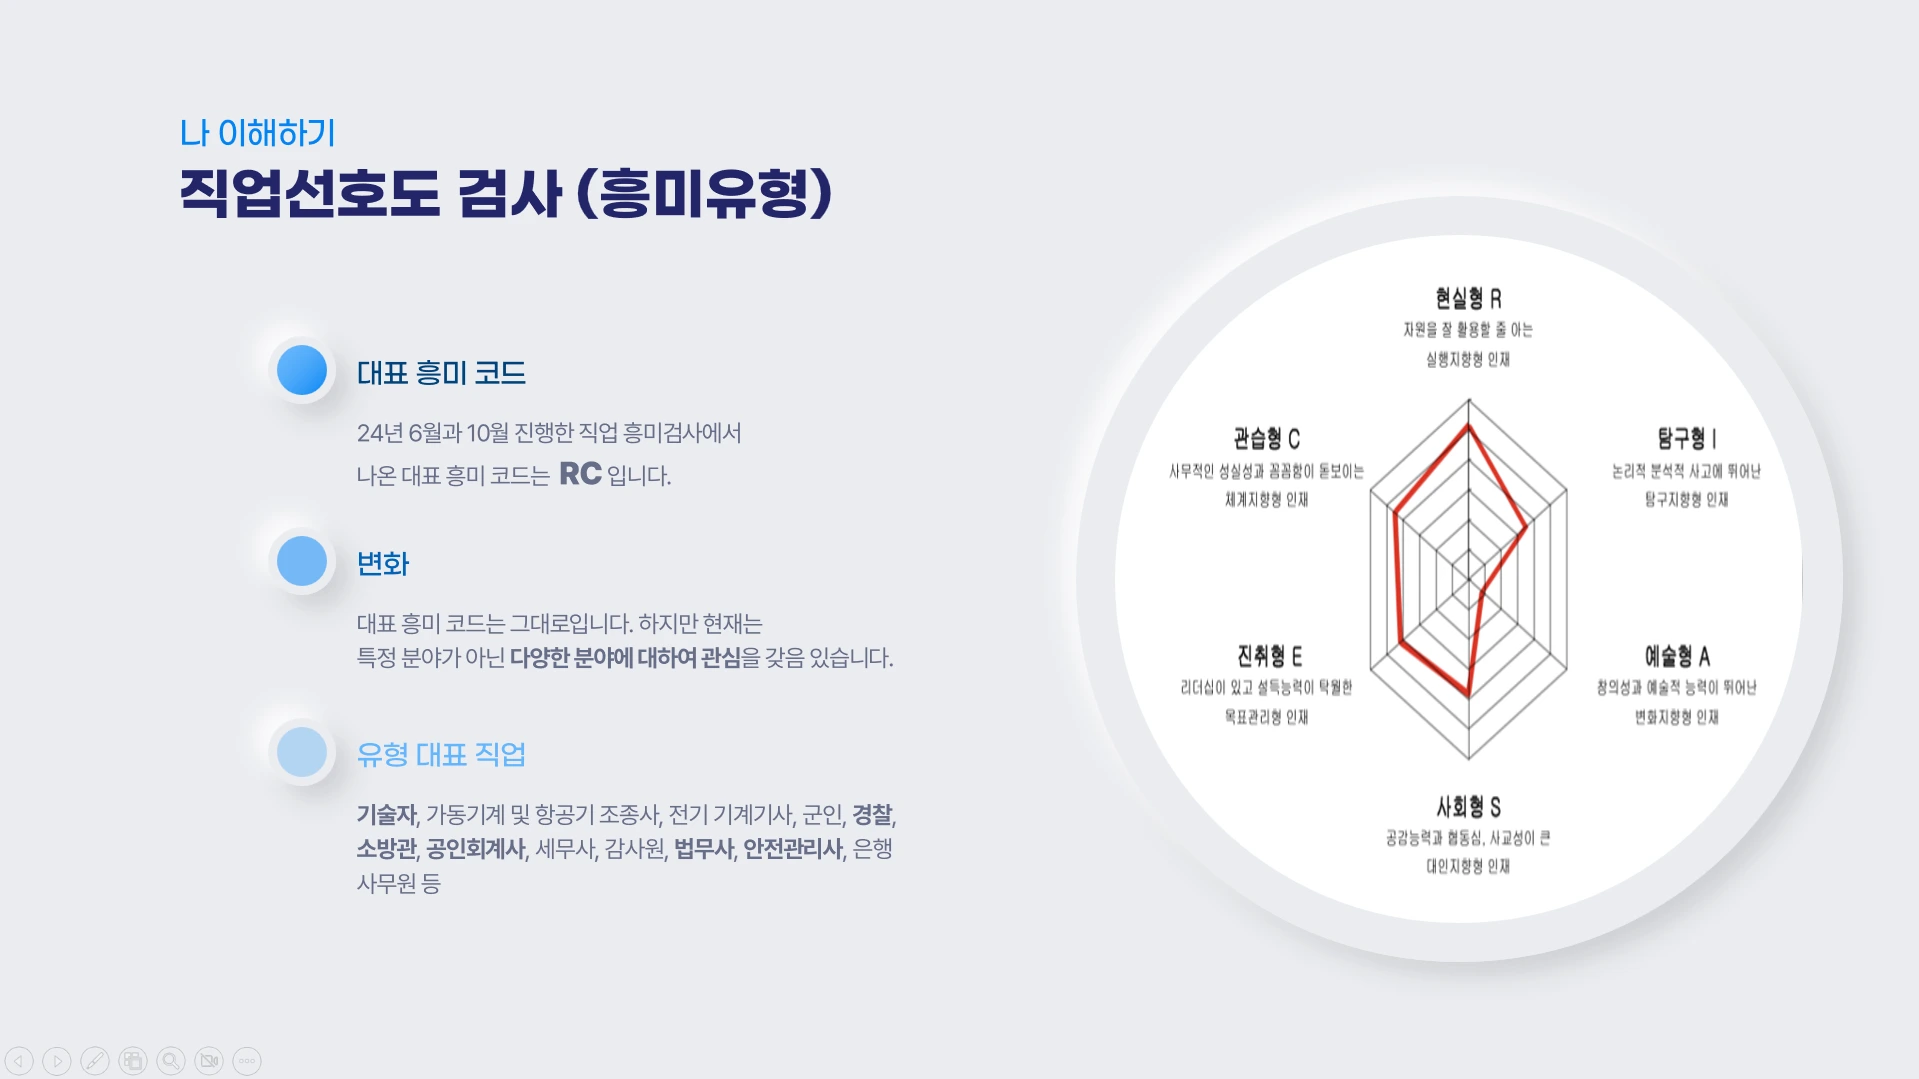 나 이해하기
직업선호도 검사 (흥미유형)
대표 흥미 코드
24년 6월과 10월 진행한 직업 흥미검사에서
나온 대표 흥미 코드는 RC 입니다.
변화
대표 흥미 코드는 그대로입니다. 하지만 현재는
특정 분야가 아닌 다양한 분야에 대하여 관심을 갖음 있습니다.
유형 대표 직업
기술자, 가동기계 및 항공기 조종사, 전기 기계기사, 군인, 경찰,
소방관, 공인회계사, 세무사, 감사원, 법무사, 안전관리사, 은행
사무원 등
현실형 R
자원을 잘 활용할 줄 아는
실행지향형 인재
관습형 C
사무적인 성실성과 꼼꼼함이 돋보이는
체계지향형 인재
탐구형 I
논리적 분석적 사고에 뛰어난
탐구지향형 인재
진취형 E
리더십이 있고 설득능력이 탁월한
목표관리형 인재
예술형 A
창의성과 예술적 능력이 뛰어난
변화지향형 인재
사회형 S
공감능력과 협동심, 사교성이 큰
대인지향형 인재